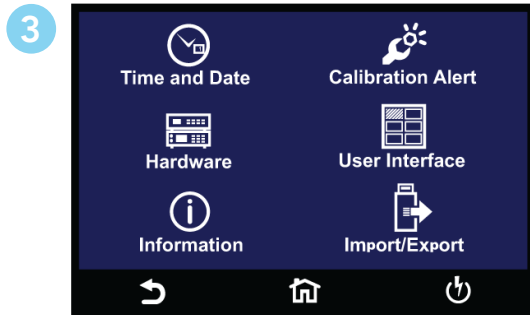 3
Time and Date
Calibration Alert
Hardware
User Interface
Information
Import/Export